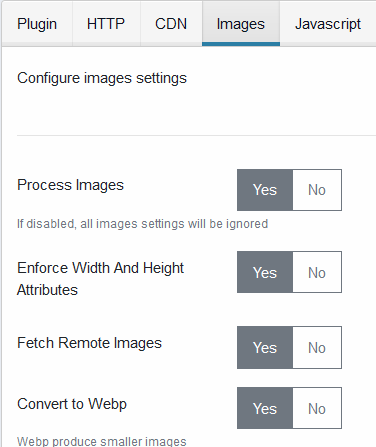 Plugin HTTP CDN Images Javascript
Configure images settings
Process Images Yes No
If disabled, all images settings will be ignored
Enforce Width And Height Yes No
Attributes
Fetch Remote Images Yes No
Convert to Webp Yes No
Webp produce smaller images